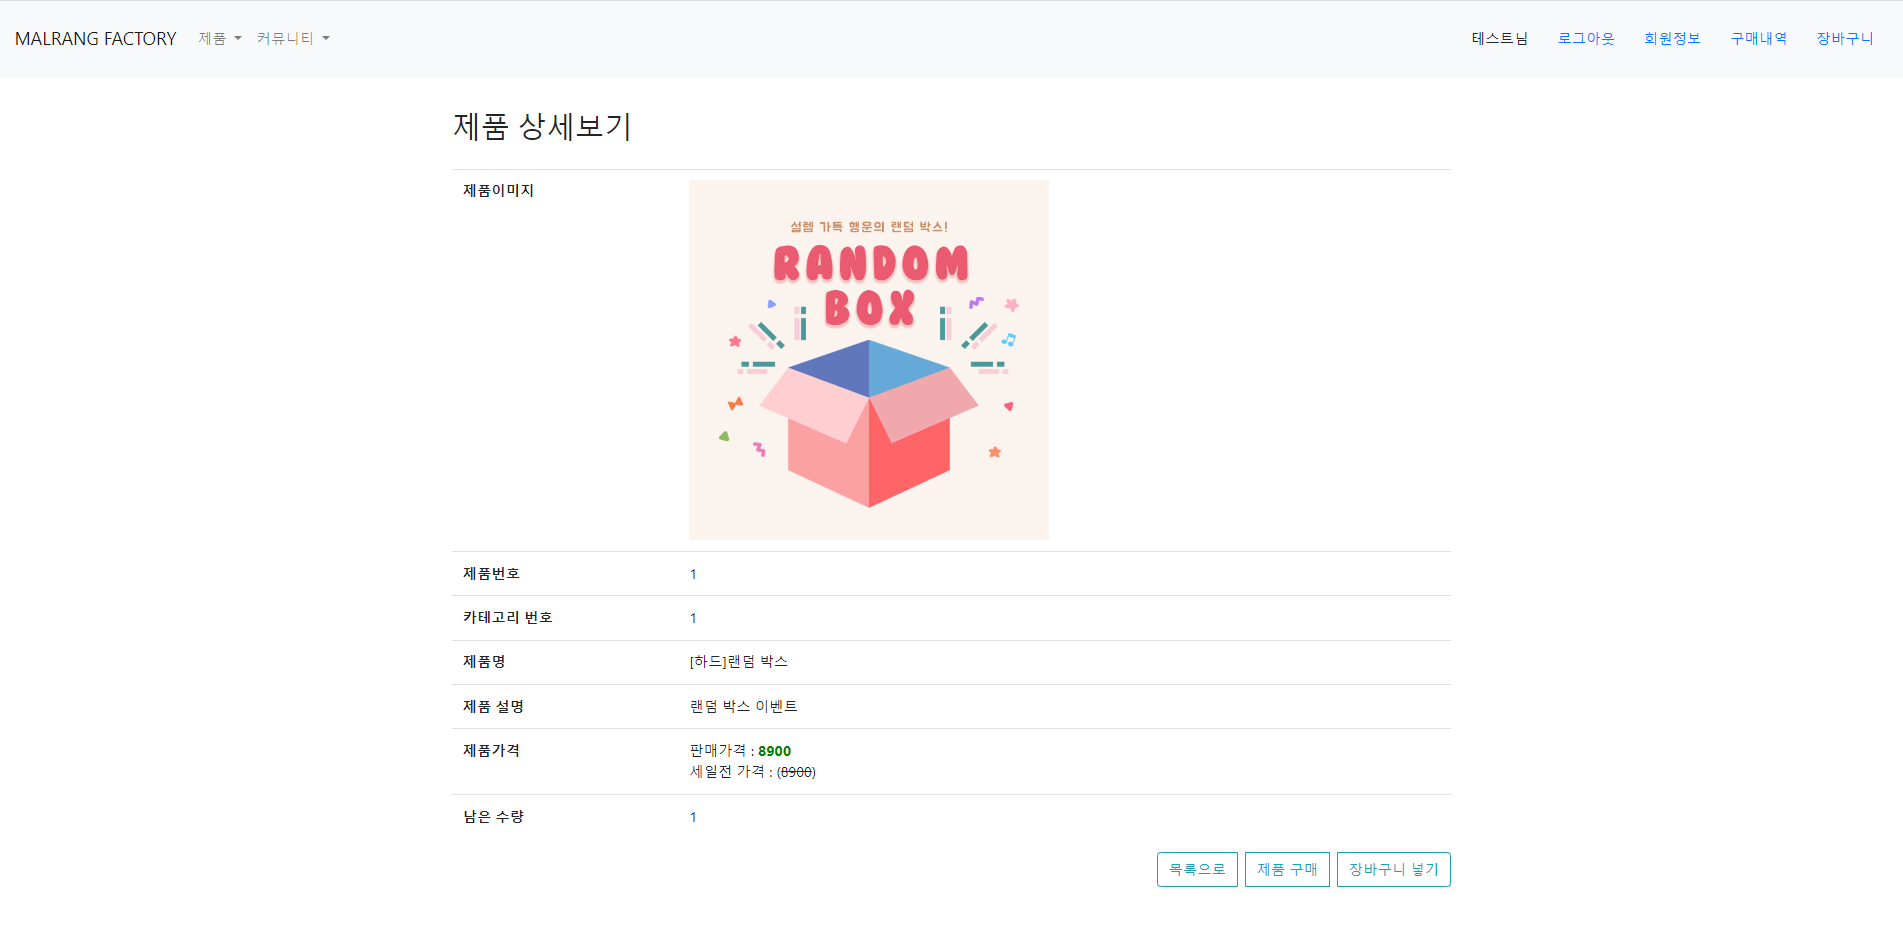 MALRANG FACTORY 제품 커뮤니티 테스트님 로그아웃 회원정보 구매내역 장바구니
제품 상세보기
제품이미지
설렘 가득 행운의 랜덤 박스!
RANDOM
BOX
제품번호 1
카테고리 번호 1
제품명 [하드]랜덤 박스
제품 설명 랜덤 박스 이벤트
제품가격 판매가격 : 8900
세일전 가격 : (8900)
남은 수량 1
목록으로 제품 구매 장바구니 넣기